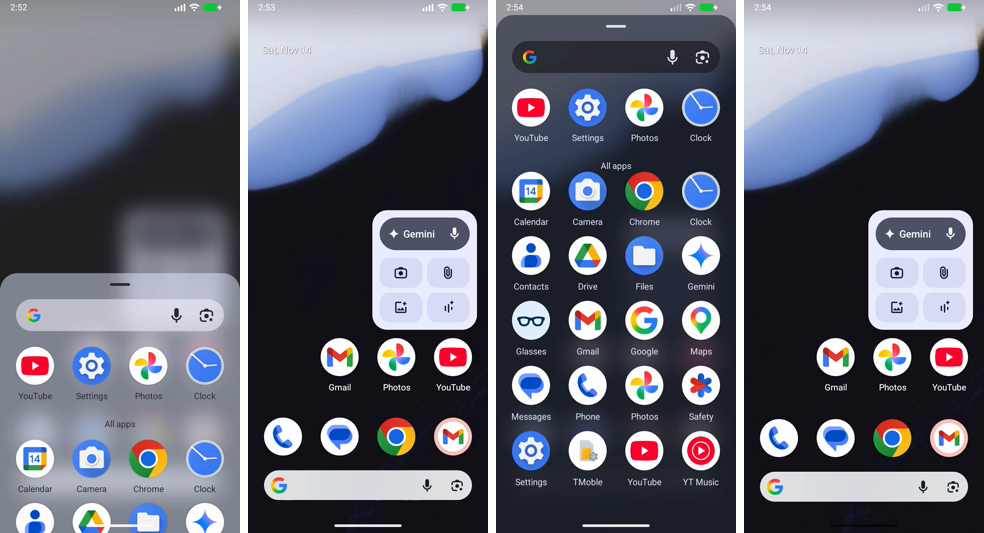 2:52
YouTube Settings Photos Clock
All apps
14
Calendar Camera Chrome Clock
2:53
Sat, Nov 14
Gemini
Gmail Photos YouTube
2:54
YouTube Settings Photos Clock
All apps
14
Calendar Camera Chrome Clock
Contacts Drive Files Gemini
Glasses Gmail Google Maps
Messages Phone Photos Safety
Settings TMoble YouTube YT Music
2:54
Sat, Nov 14
Gemini
Gmail Photos YouTube